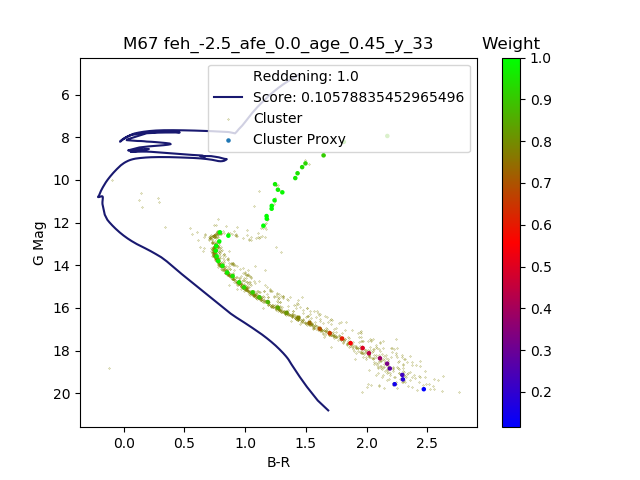 M67 feh_-2.5_afe_0.0_age_0.45_y_33
Weight
Reddening: 1.0
Score: 0.10578835452965496
Cluster
Cluster Proxy
G Mag
6
8
10
12
14
16
18
20
0.0 0.5 1.0 1.5 2.0 2.5
B-R
1.0
0.9
0.8
0.7
0.6
0.5
0.4
0.3
0.2